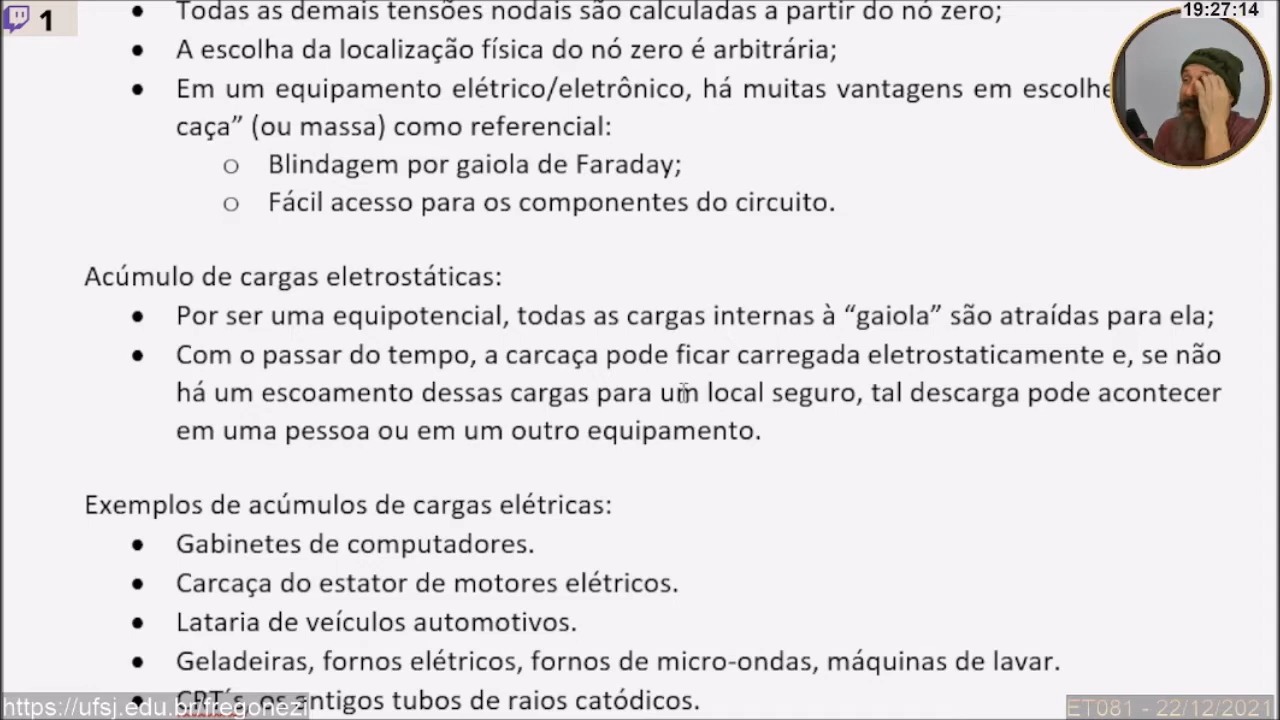 1
19:27:14
• Todas as demais tensões nodais são calculadas a partir do nó zero;
• A escolha da localização física do nó zero é arbitrária;
• Em um equipamento elétrico/eletrônico, há muitas vantagens em escolhe
caça” (ou massa) como referencial:
o Blindagem por gaiola de Faraday;
o Fácil acesso para os componentes do circuito.
Acúmulo de cargas eletrostáticas:
• Por ser uma equipotencial, todas as cargas internas à “gaiola” são atraídas para ela;
• Com o passar do tempo, a carcaça pode ficar carregada eletrostaticamente e, se não
há um escoamento dessas cargas para um local seguro, tal descarga pode acontecer
em uma pessoa ou em um outro equipamento.
Exemplos de acúmulos de cargas elétricas:
• Gabinetes de computadores.
• Carcaça do estator de motores elétricos.
• Lataria de veículos automotivos.
• Geladeiras, fornos elétricos, fornos de micro-ondas, máquinas de lavar.
• CRT´s, os antigos tubos de raios catódicos.
https://ufsj.edu.br/fregonezi
ET081 - 22/12/2021